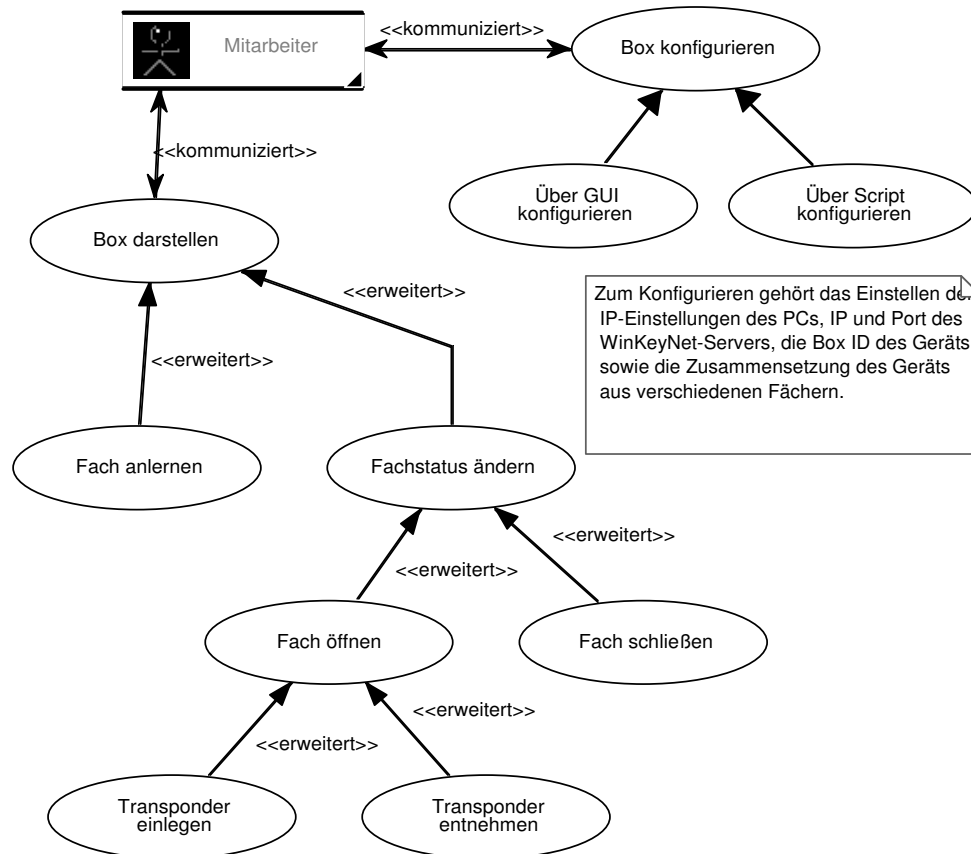 <<kommuniziert>>
Mitarbeiter
Box konfigurieren
<<kommuniziert>>
Über GUI
konfigurieren
Über Script
konfigurieren
Box darstellen
<<erweitert>>
Zum Konfigurieren gehört das Einstellen
IP-Einstellungen des PCs, IP und Port des
WinKeyNet-Servers, die Box ID des Geräts
sowie die Zusammensetzung des Geräts
aus verschiedenen Fächern.
<<erweitert>>
Fach anlernen
Fachstatus ändern
<<erweitert>>
<<erweitert>>
Fach öffnen
Fach schließen
<<erweitert>>
<<erweitert>>
Transponder
einlegen
Transponder
entnehmen